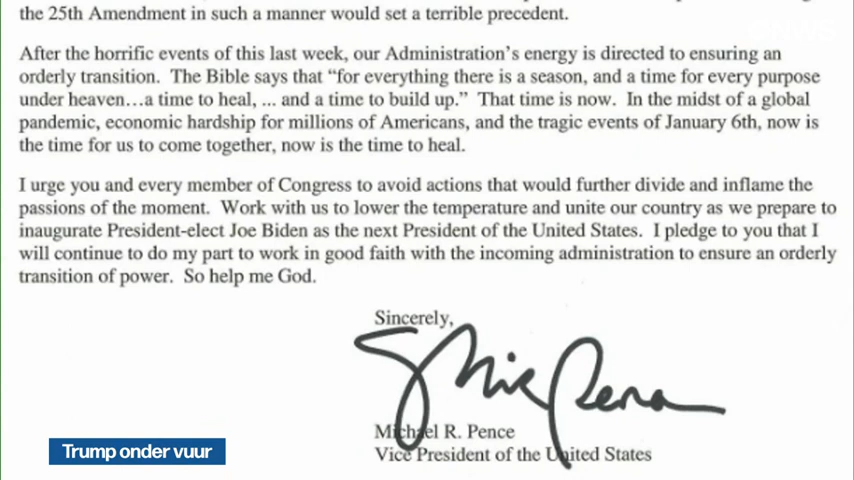 the 25th Amendment in such a manner would set a terrible precedent.
After the horrific events of this last week, our Administration's energy is directed to ensuring an
orderly transition. The Bible says that “for everything there is a season, and a time for every purpose
under heaven…a time to heal, ... and a time to build up.” That time is now. In the midst of a global
pandemic, economic hardship for millions of Americans, and the tragic events of January 6th, now is
the time for us to come together, now is the time to heal.
I urge you and every member of Congress to avoid actions that would further divide and inflame the
passions of the moment. Work with us to lower the temperature and unite our country as we prepare to
inaugurate President-elect Joe Biden as the next President of the United States. I pledge to you that I
will continue to do my part to work in good faith with the incoming administration to ensure an orderly
transition of power. So help me God.
Sincerely,
Michael R. Pence
Vice President of the United States
Trump onder vuur